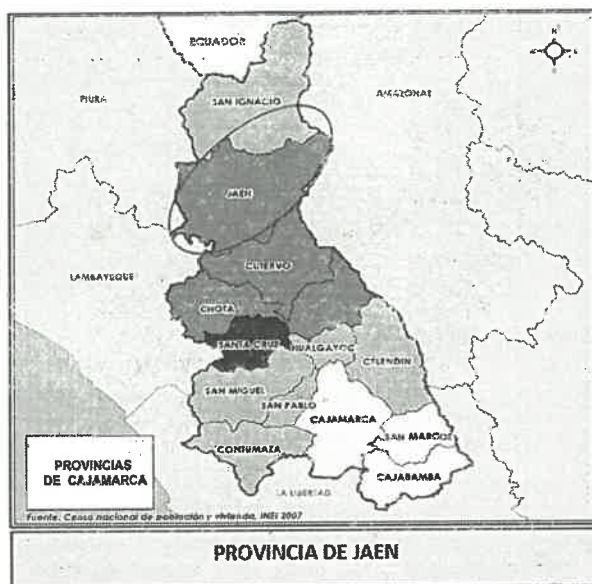 ECUADOR
N
PIURA
SAN IGNACIO
AMAZONAS
JAEN
CUTERVO
LAMBAYEQUE
CHOTA
SANTA CRUZ
HUALGAYOC
CELENDIN
SAN MIGUEL
SAN PABLO
CAJAMARCA
SAN MARCOS
CONTUMAZA
CAJABAMBA
PROVINCIAS
DE CAJAMARCA
LA LIBERTAD
Fuente: Censo nacional de población y vivienda, INEI 2007
PROVINCIA DE JAEN